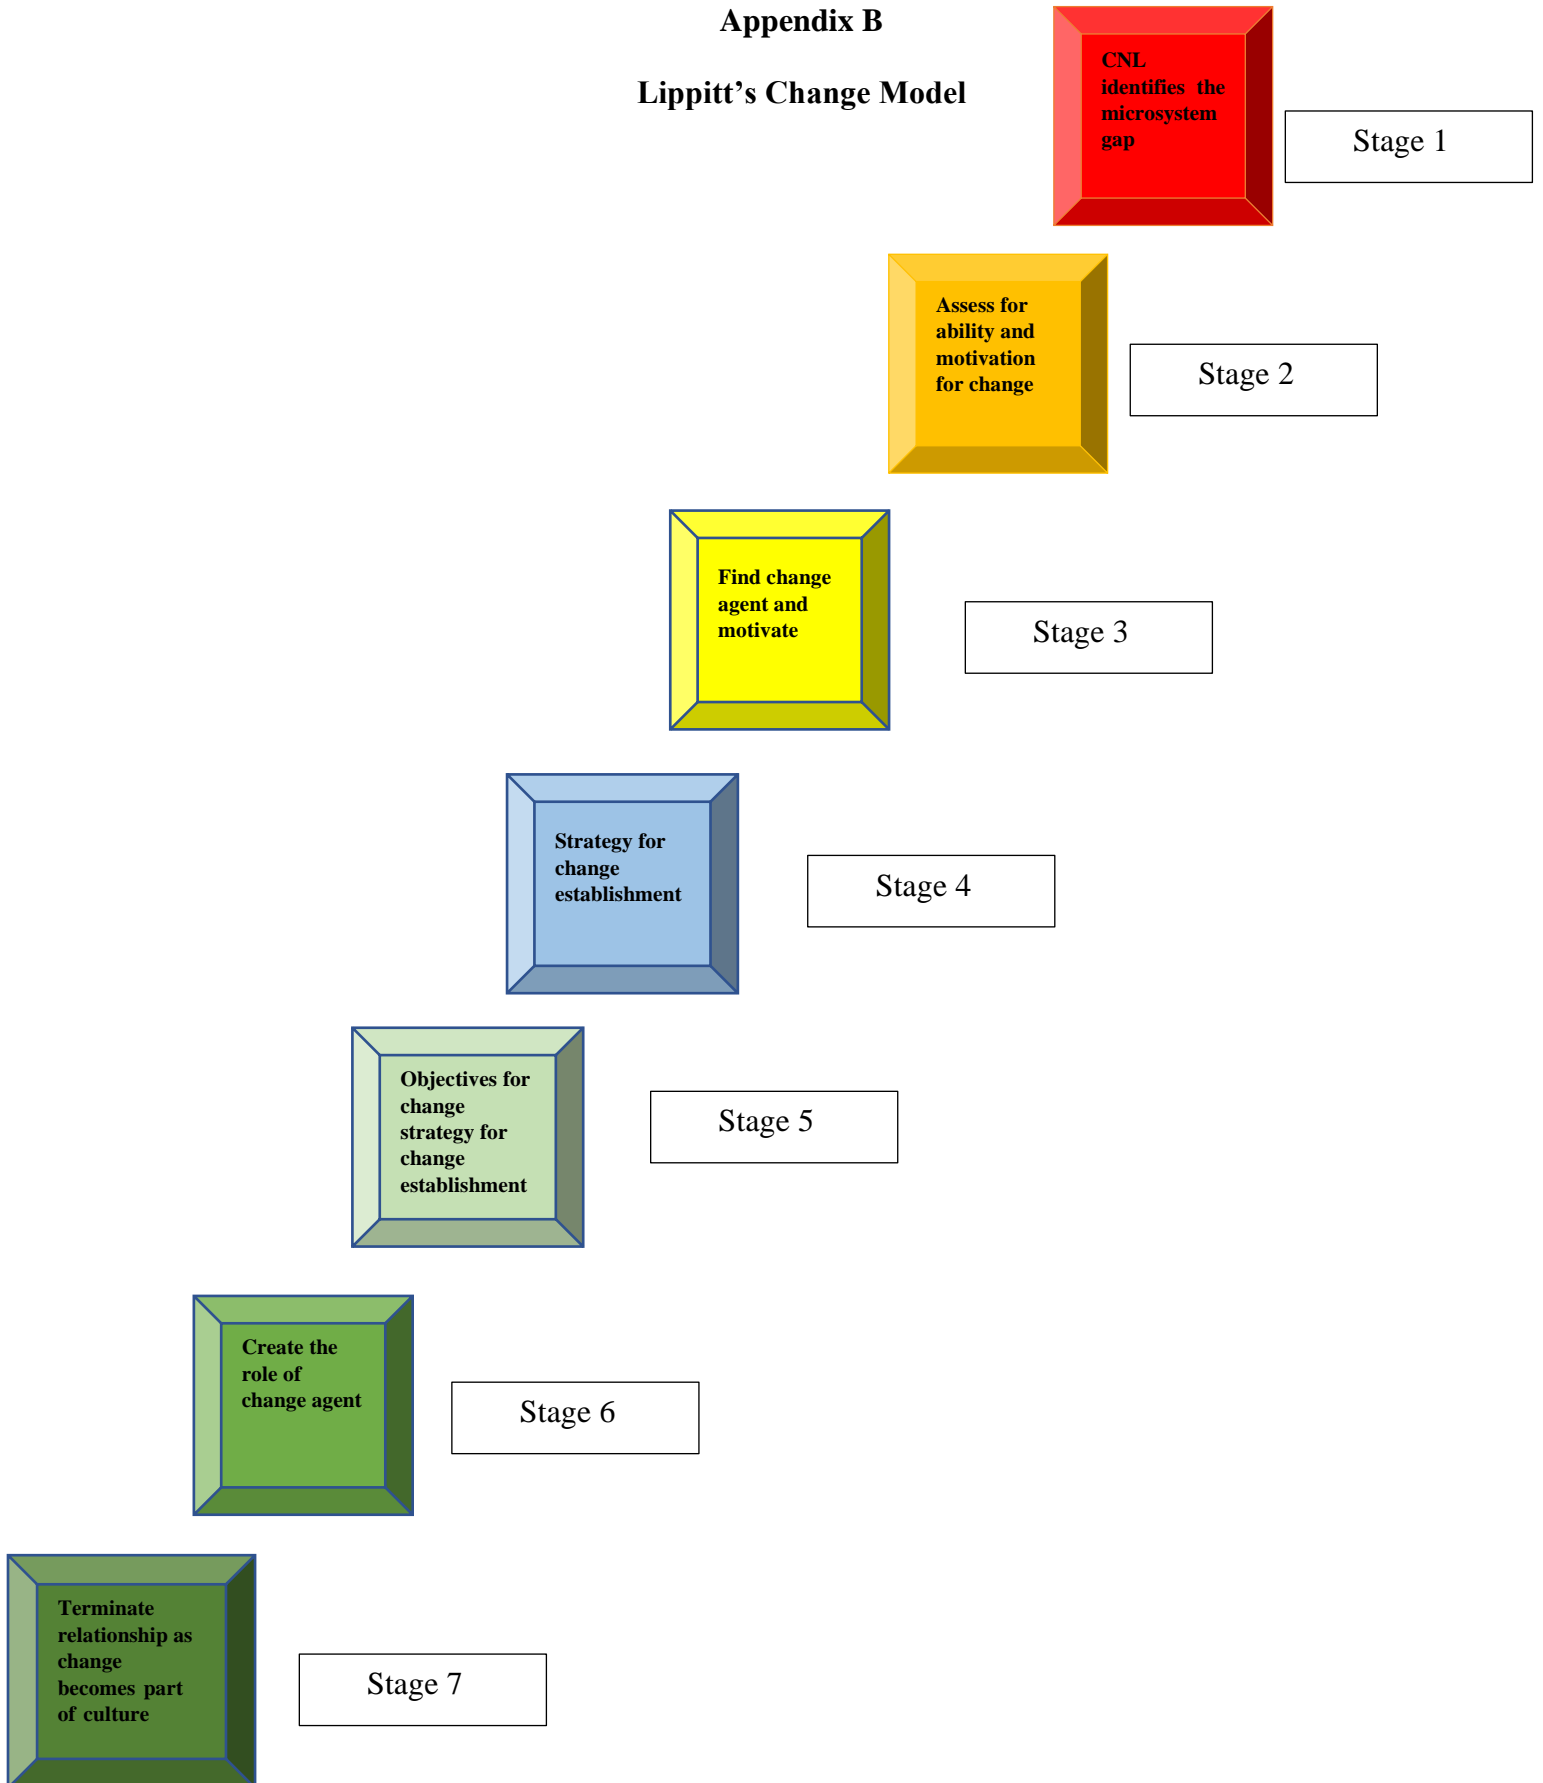 Appendix B
Lippitt’s Change Model
CNL
identifies the
microsystem
gap
Stage 1
Assess for
ability and
motivation
for change
Stage 2
Find change
agent and
motivate
Stage 3
Strategy for
change
establishment
Stage 4
Objectives for
change
strategy for
change
establishment
Stage 5
Create the
role of
change agent
Stage 6
Terminate
relationship as
change
becomes part
of culture
Stage 7